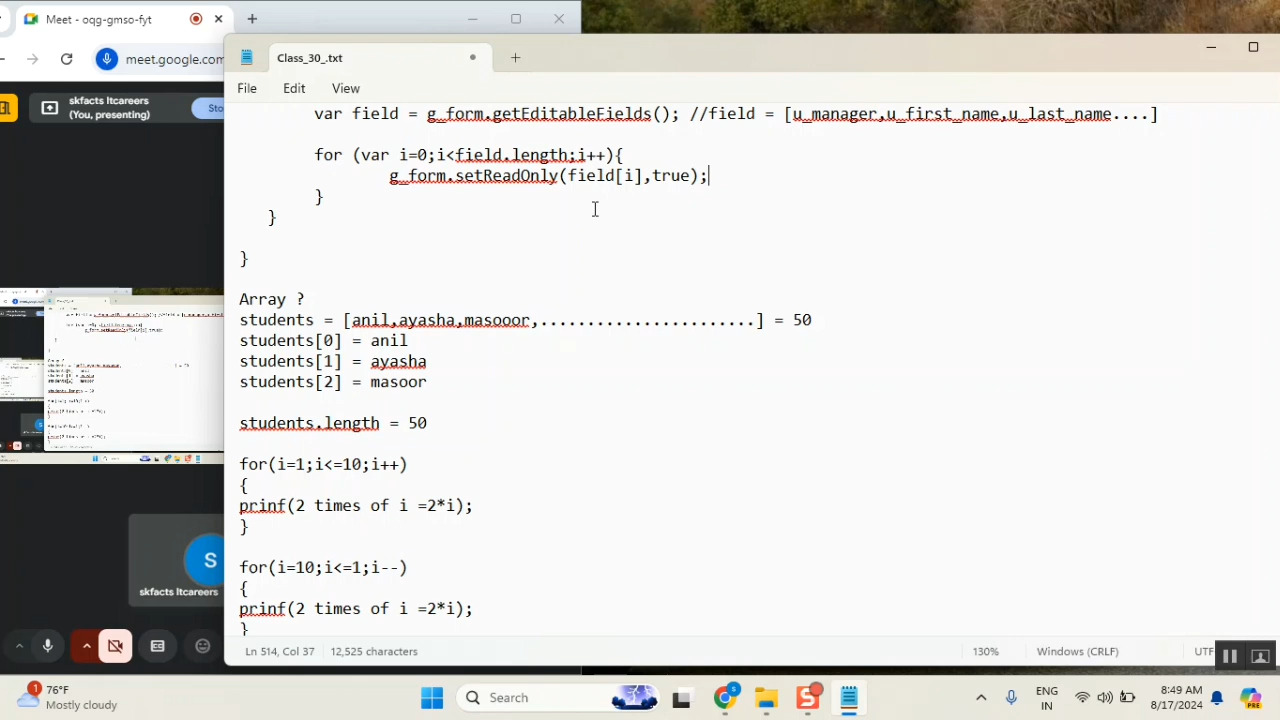 Meet - oqg-gmso-fyt
meet.google.com
skfacts Itcareers
(You, presenting)
Sto
Class_30_.txt
File Edit View
var field = g_form.getEditableFields(); //field = [u_manager,u_first_name,u_last_name....]
for (var i=0;i<field.length;i++){
g_form.setReadOnly(field[i],true);
}
}
}
Array ?
students = [anil,ayasha,masooor,.......................] = 50
students[0] = anil
students[1] = ayasha
students[2] = masoor
students.length = 50
for(i=1;i<=10;i++)
{
prinf(2 times of i =2*i);
}
for(i=10;i<=1;i--)
{
prinf(2 times of i =2*i);
}
S
skfacts Itcareers
Ln 514, Col 37 12,525 characters 130% Windows (CRLF) UTF
1
76°F
Mostly cloudy
Search
ENG
IN
8:49 AM
8/17/2024
PRE